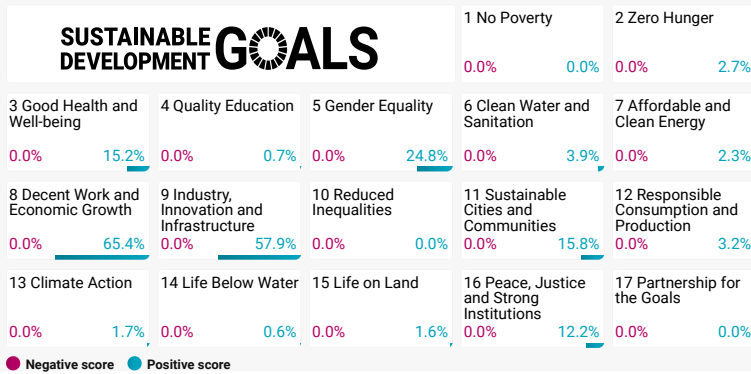 SUSTAINABLE
DEVELOPMENT
GOALS
1 No Poverty
0.0% 0.0%
2 Zero Hunger
0.0% 2.7%
3 Good Health and
Well-being
0.0% 15.2%
4 Quality Education
0.0% 0.7%
5 Gender Equality
0.0% 24.8%
6 Clean Water and
Sanitation
0.0% 3.9%
7 Affordable and
Clean Energy
0.0% 2.3%
8 Decent Work and
Economic Growth
0.0% 65.4%
9 Industry,
Innovation and
Infrastructure
0.0% 57.9%
10 Reduced
Inequalities
0.0% 0.0%
11 Sustainable
Cities and
Communities
0.0% 15.8%
12 Responsible
Consumption and
Production
0.0% 3.2%
13 Climate Action
0.0% 1.7%
14 Life Below Water
0.0% 0.6%
15 Life on Land
0.0% 1.6%
16 Peace, Justice
and Strong
Institutions
0.0% 12.2%
17 Partnership for
the Goals
0.0% 0.0%
Negative score Positive score